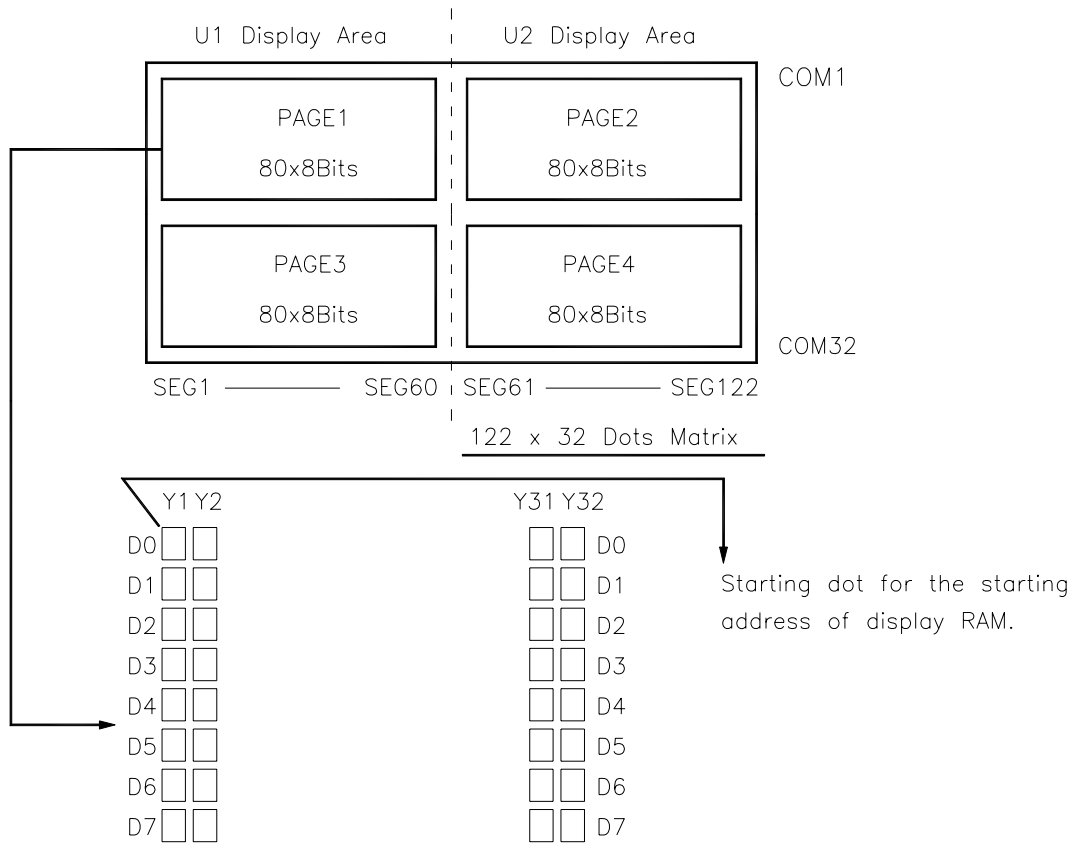 U1 Display Area U2 Display Area
COM1
PAGE1 PAGE2
80x8Bits 80x8Bits
PAGE3 PAGE4
80x8Bits 80x8Bits
COM32
SEG1 SEG60 SEG61 SEG122
122 x 32 Dots Matrix
Y1 Y2 Y31 Y32
D0 D0
D1 D1
Starting dot for the starting
D2 D2
address of display RAM.
D3 D3
D4 D4
D5 D5
D6 D6
D7 D7